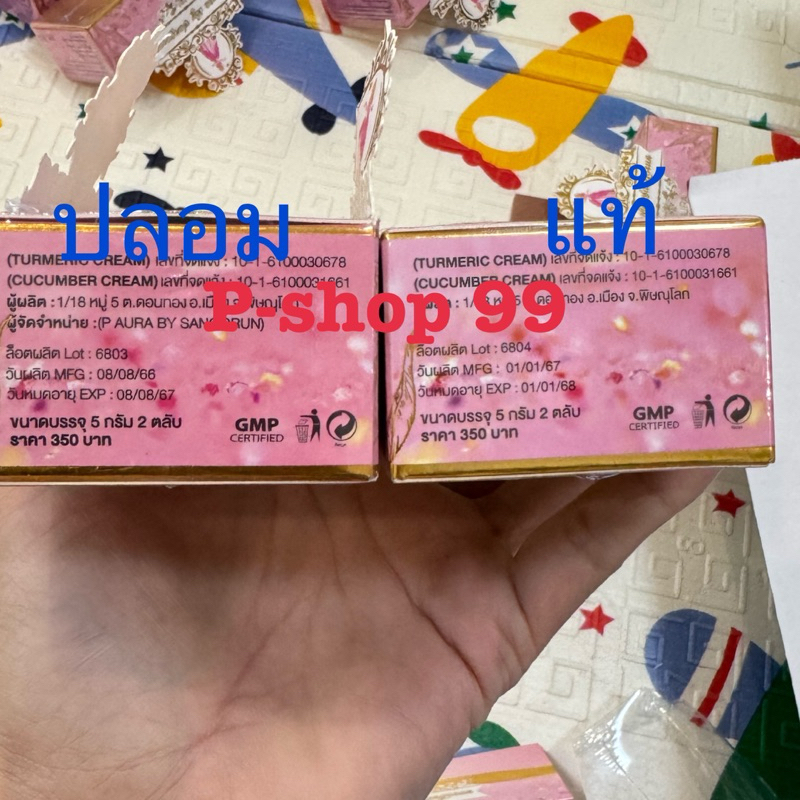 ปลอม
แท้
P-shop 99
(TURMERIC CREAM) เลขที่จดแจ้ง : 10-1-6100030678
(CUCUMBER CREAM) เลขที่จดแจ้ง : 10-1-6100031661
ผู้ผลิต : 1/18 หมู่ 5 ต.ดอนทอง อ.เมือง จ.พิษณุโลก
ผู้จัดจำหน่าย : (P AURA BY SANGDRUN)
ล็อตผลิต Lot : 6803
วันผลิต MFG : 08/08/66
วันหมดอายุ EXP : 08/08/67
ขนาดบรรจุ 5 กรัม 2 ตลับ
ราคา 350 บาท
GMP
CERTIFIED
(TURMERIC CREAM) เลขที่จดแจ้ง : 10-1-6100030678
(CUCUMBER CREAM) เลขที่จดแจ้ง : 10-1-6100031661
: 1/18 5 อ.เมือง จ.พิษณุโลก
ล็อตผลิต Lot : 6804
วันผลิต MFG : 01/01/67
วันหมดอายุ EXP : 01/01/68
ขนาดบรรจุ 5 กรัม 2 ตลับ
ราคา 350 บาท
GMP
CERTIFIED